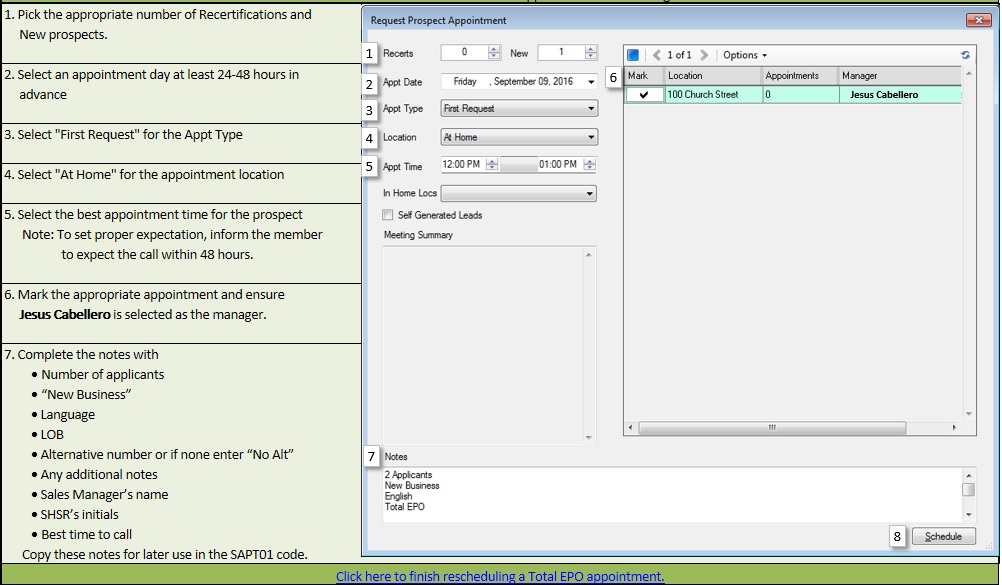 1. Pick the appropriate number of Recertifications and
New prospects.
2. Select an appointment day at least 24-48 hours in
advance
3. Select "First Request" for the Appt Type
4. Select "At Home" for the appointment location
5. Select the best appointment time for the prospect
Note: To set proper expectation, inform the member
to expect the call within 48 hours.
6. Mark the appropriate appointment and ensure
Jesus Cabellero is selected as the manager.
7. Complete the notes with
• Number of applicants
• “New Business”
• Language
• LOB
• Alternative number or if none enter “No Alt”
• Any additional notes
• Sales Manager’s name
• SHSR’s initials
• Best time to call
Copy these notes for later use in the SAPT01 code.
Request Prospect Appointment
1 Recerts 0 New 1
2 Appt Date Friday , September 09, 2016
3 Appt Type First Request
4 Location At Home
5 Appt Time 12:00 PM 01:00 PM
In Home Locs
Self Generated Leads
Meeting Summary
1 of 1 Options
6 Mark Location Appointments Manager
100 Church Street 0 Jesus Cabellero
7 Notes
2 Applicants
New Business
English
Total EPO
8 Schedule
Click here to finish rescheduling a Total EPO appointment.